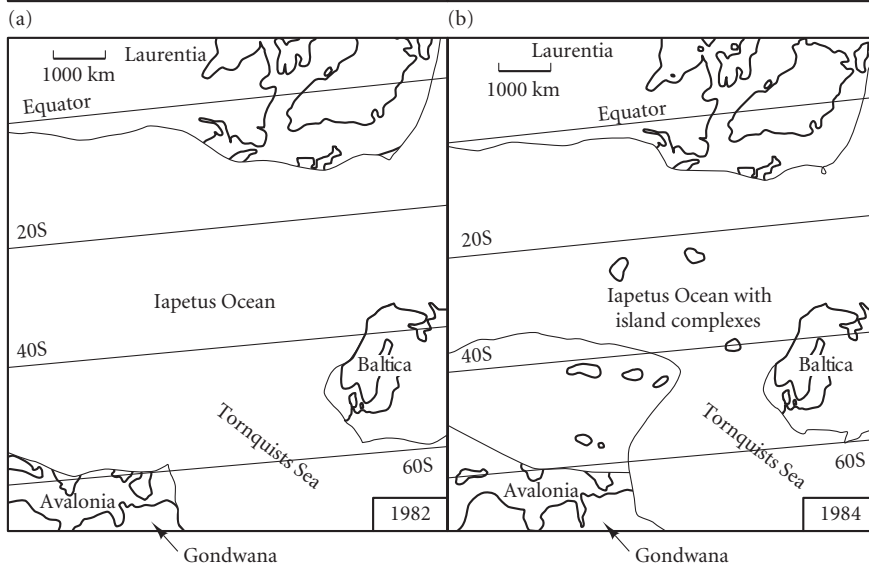 (a)
Laurentia
1000 km
Equator
20S
Iapetus Ocean
40S
Baltica
Tornquists Sea
60S
Avalonia
1982
Gondwana
(b)
Laurentia
1000 km
Equator
20S
Iapetus Ocean with
island complexes
40S
Baltica
Tornquists Sea
60S
Avalonia
1984
Gondwana